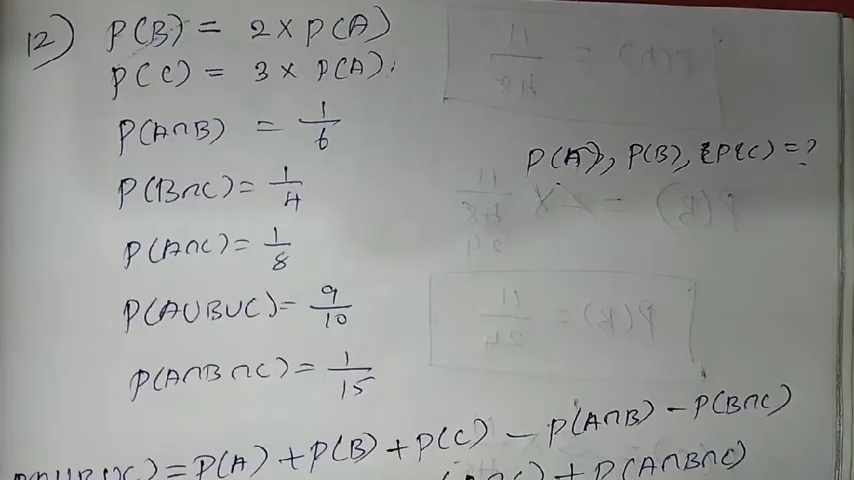 12) P(B) = 2 × P(A)
P(C) = 3 × P(A).
P(A∩B) = 1/6
P(A), P(B), & P(C) = ?
P(B∩C) = 1/4
P(A∩C) = 1/8
P(A∪B∪C) = 9/10
P(A∩B∩C) = 1/15
P(A∪B∪C) = P(A) + P(B) + P(C) - P(A∩B) - P(B∩C)
(A∩C) + P(A∩B∩C)